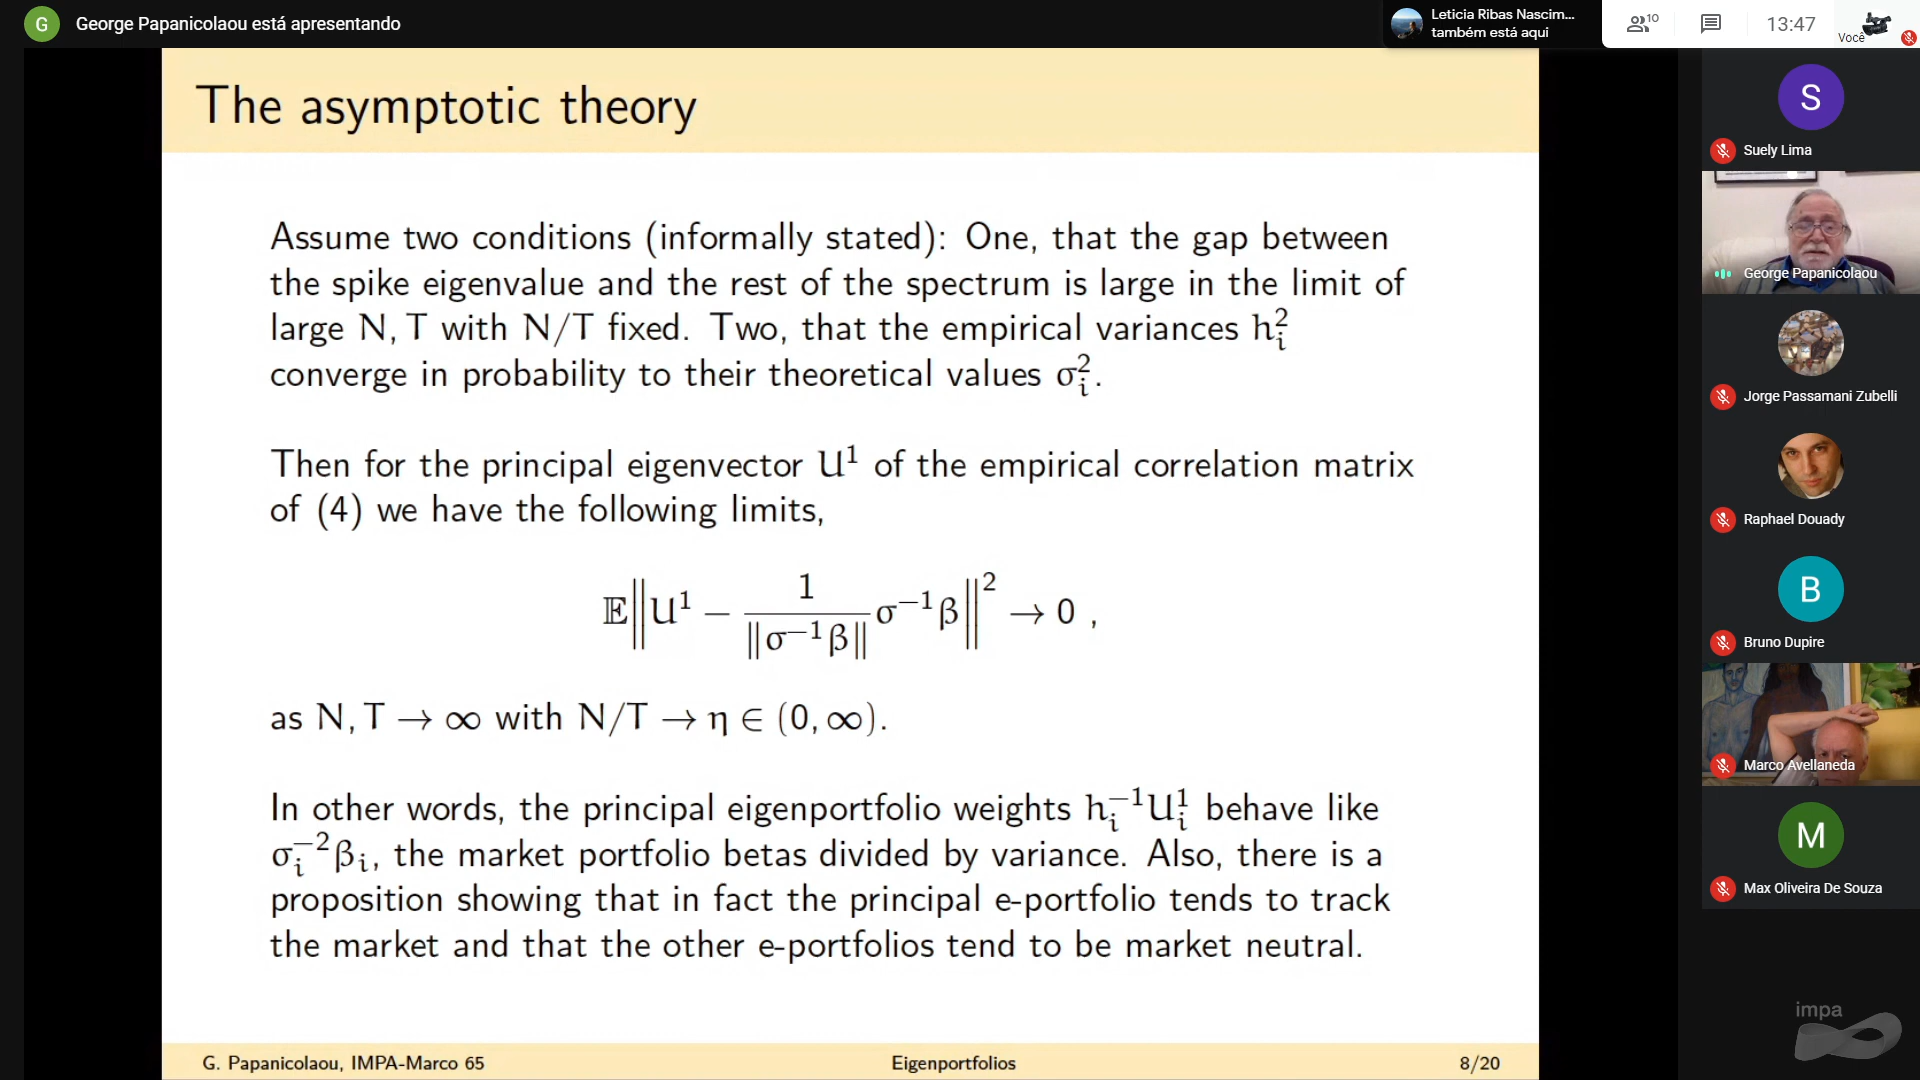 G
George Papanicolaou está apresentando
Leticia Ribas Nascim...
também está aqui
10
13:47
Você
The asymptotic theory
Assume two conditions (informally stated): One, that the gap between
the spike eigenvalue and the rest of the spectrum is large in the limit of
large N, T with N/T fixed. Two, that the empirical variances h_i^2
converge in probability to their theoretical values σ_i^2.
Then for the principal eigenvector U^1 of the empirical correlation matrix
of (4) we have the following limits,
𝔼‖U^1 − 1/‖σ^{−1}β‖ σ^{−1}β‖^2 → 0 ,
as N, T → ∞ with N/T → η ∈ (0, ∞).
In other words, the principal eigenportfolio weights h_i^{−1}U_i^1 behave like
σ_i^{−2}β_i, the market portfolio betas divided by variance. Also, there is a
proposition showing that in fact the principal e-portfolio tends to track
the market and that the other e-portfolios tend to be market neutral.
G. Papanicolaou, IMPA-Marco 65
Eigenportfolios
8/20
S
Suely Lima
George Papanicolaou
Jorge Passamani Zubelli
Raphael Douady
B
Bruno Dupire
Marco Avellaneda
M
Max Oliveira De Souza
impa